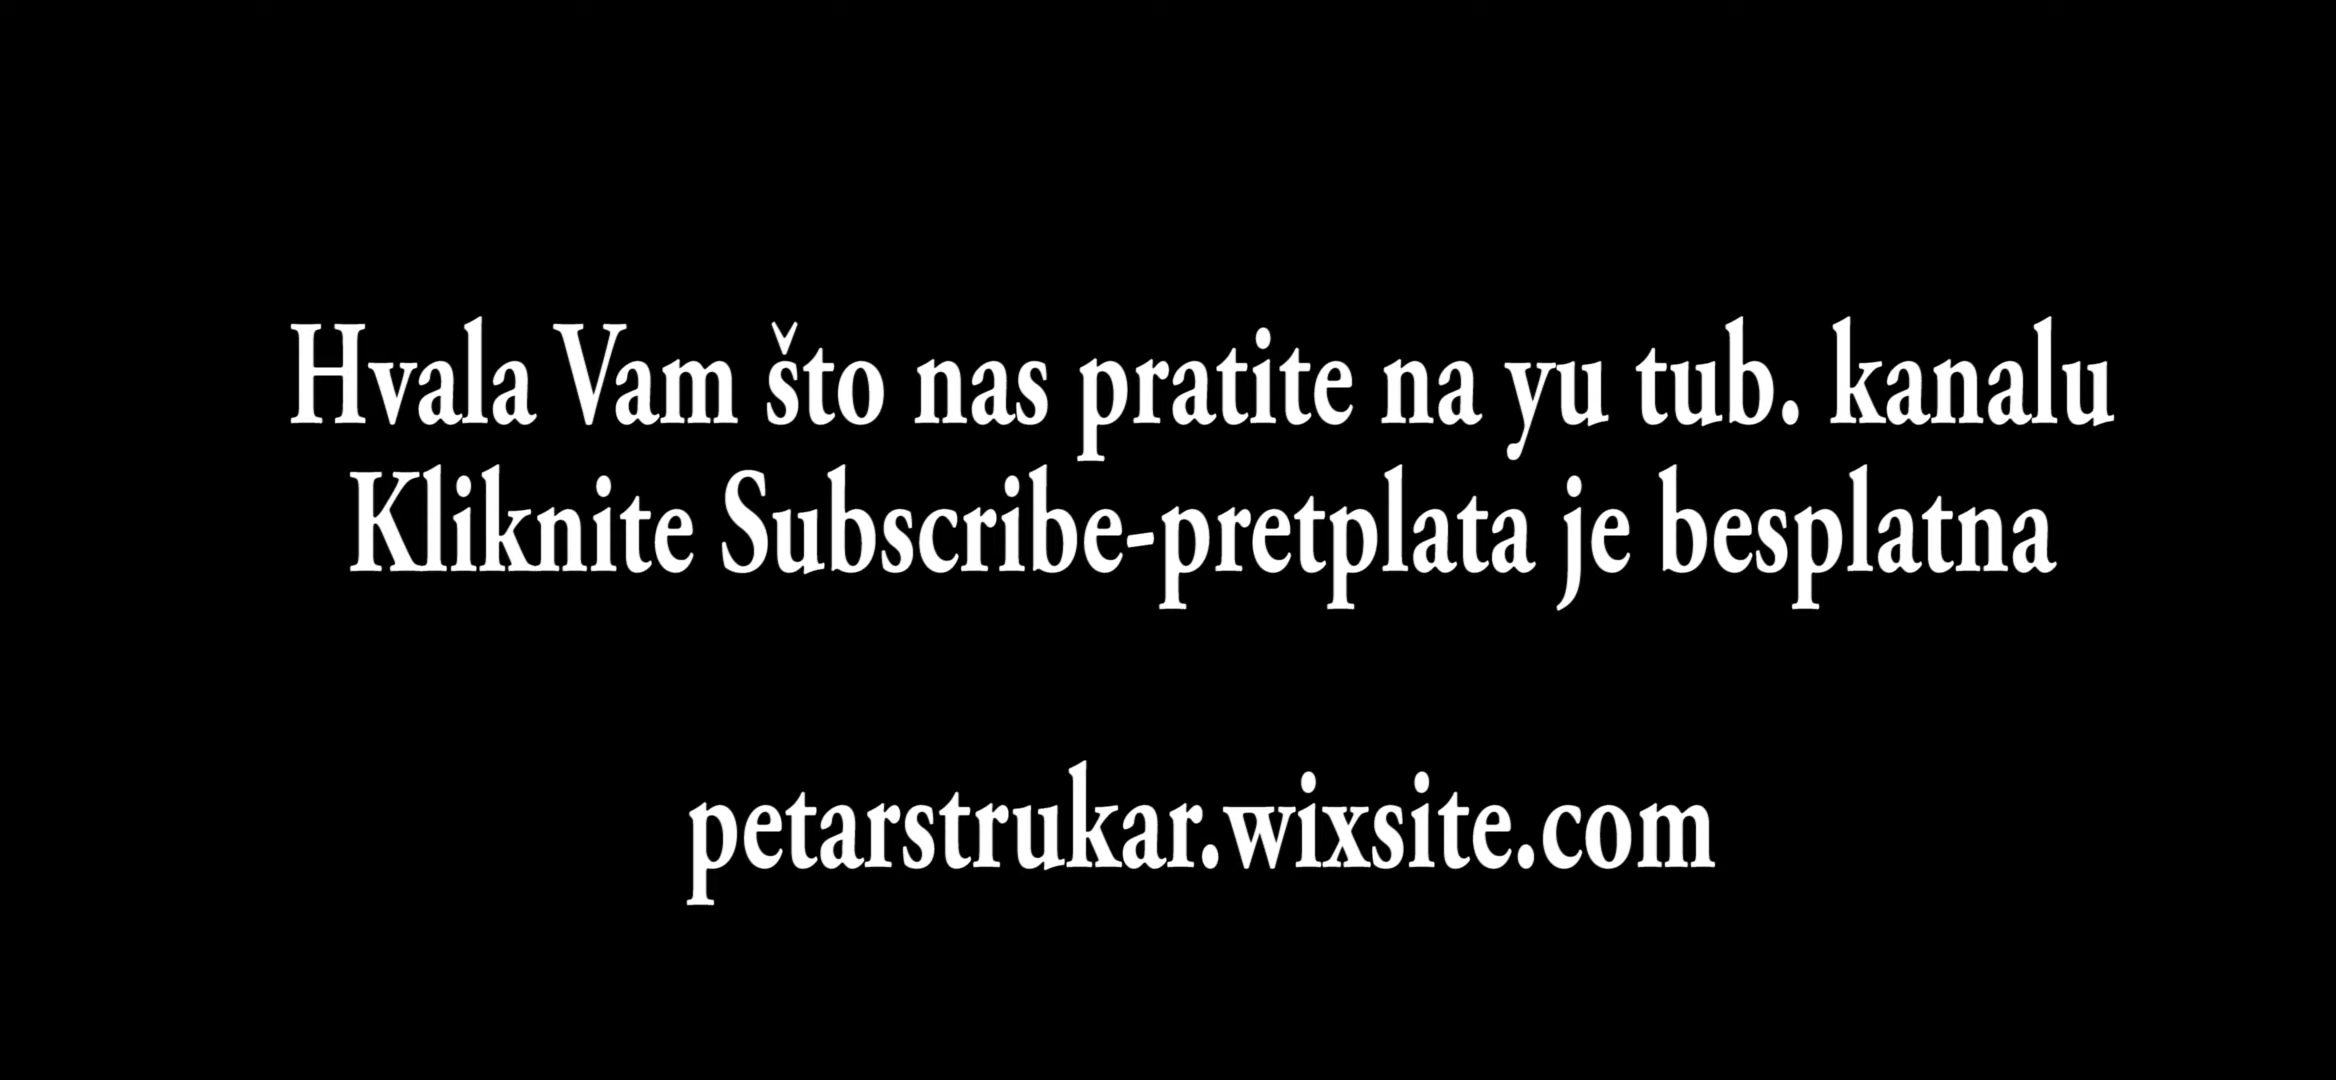 Hvala Vam što nas pratite na yu tub. kanalu
Kliknite Subscribe-pretplata je besplatna
petarstrukar.wixsite.com